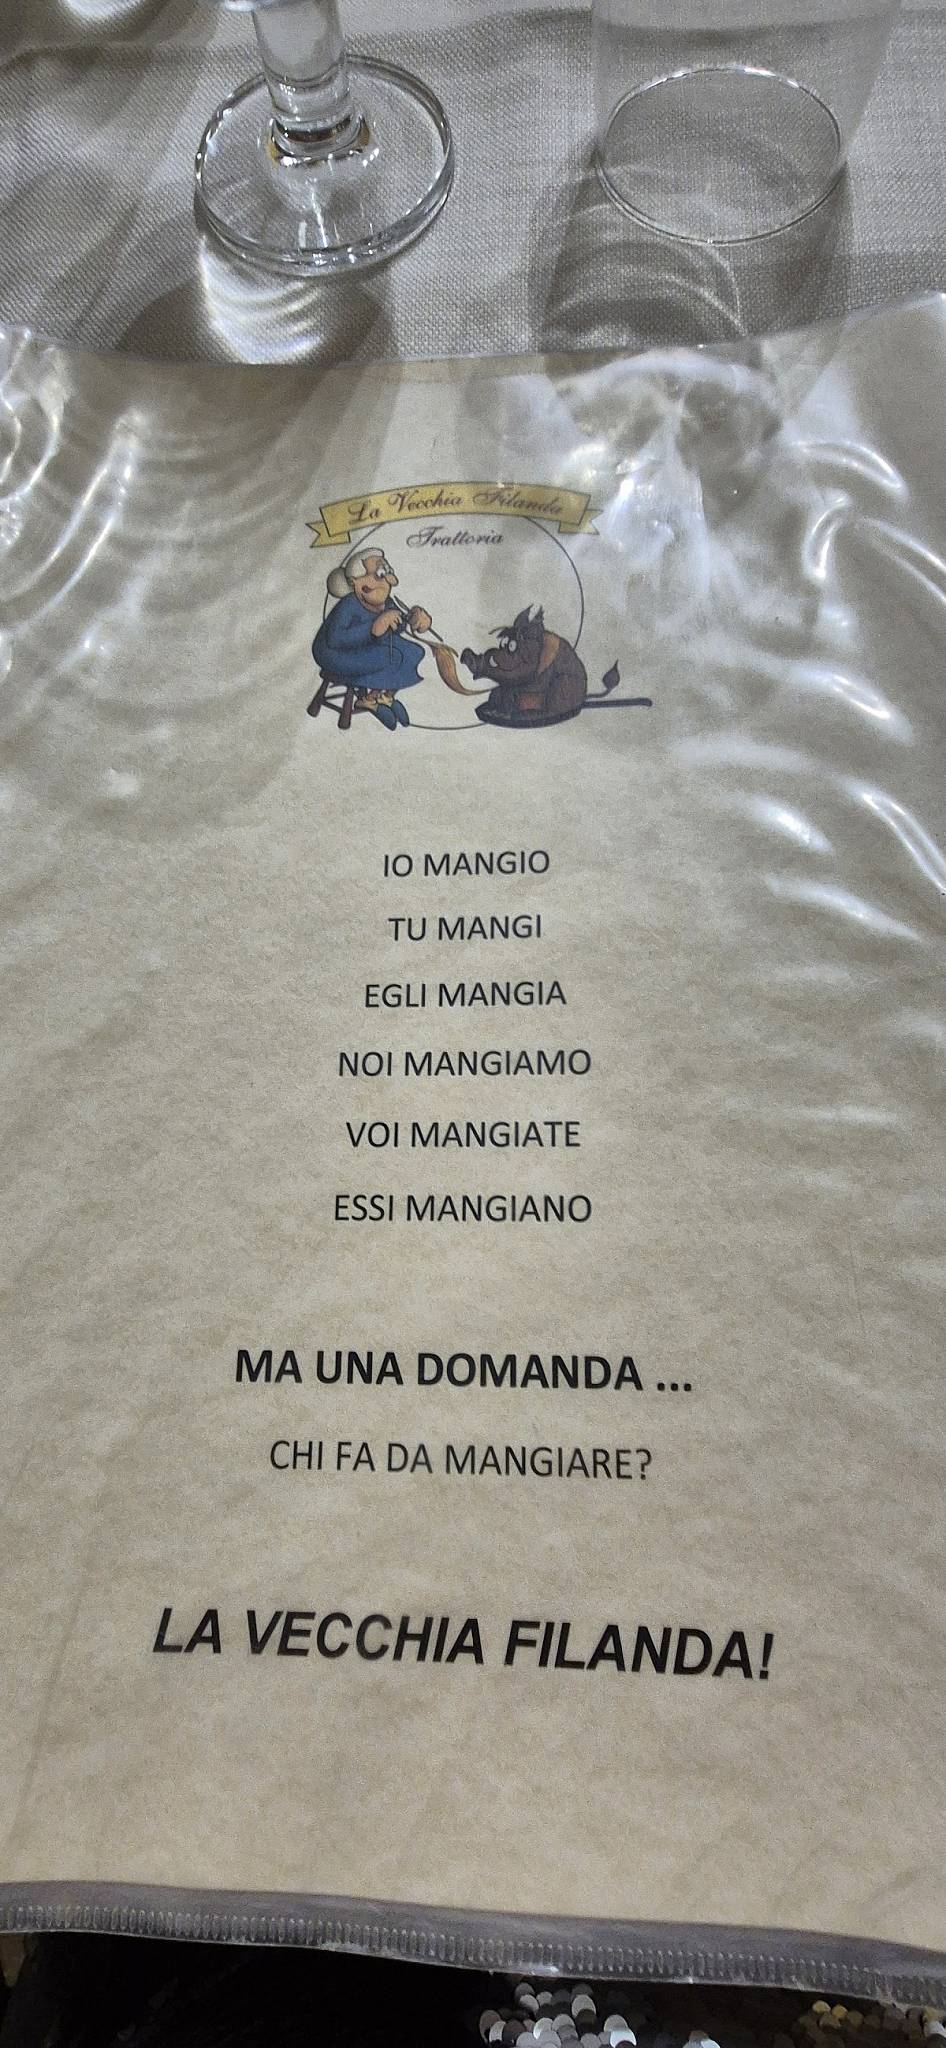 La Vecchia Filanda
Trattoria
IO MANGIO
TU MANGI
EGLI MANGIA
NOI MANGIAMO
VOI MANGIATE
ESSI MANGIANO
MA UNA DOMANDA ...
CHI FA DA MANGIARE?
LA VECCHIA FILANDA!